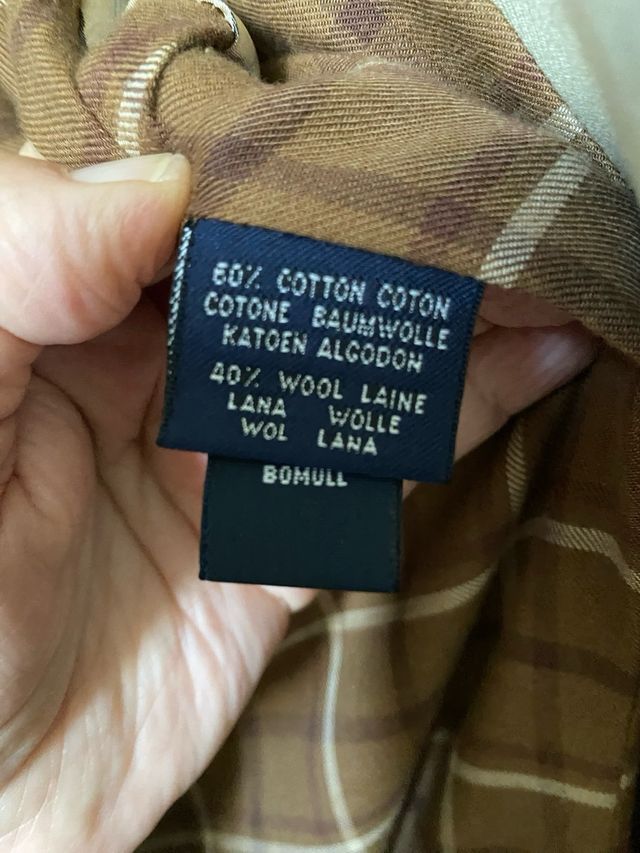 60% COTTON COTON
COTONE BAUMWOLLE
KATOEN ALGODON
40% WOOL LAINE
LANA WOLLE
WOL LANA
BOMULL